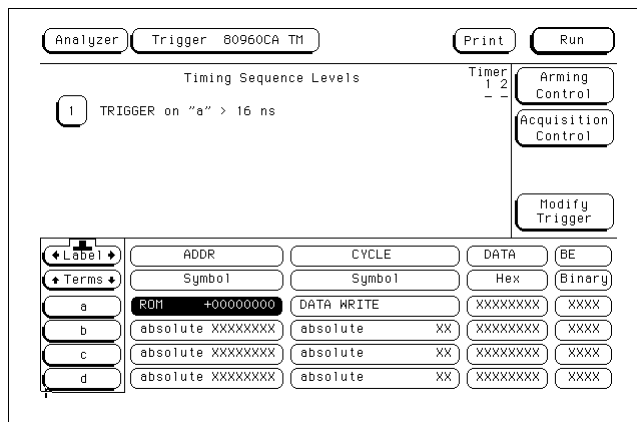 Analyzer Trigger 80960CA TM Print Run
Timing Sequence Levels
Timer
1 2
– –
Arming
Control
1 TRIGGER on "a" > 16 ns
Acquisition
Control
Modify
Trigger
Label ADDR CYCLE DATA BE
Terms Symbol Symbol Hex Binary
a ROM +00000000 DATA WRITE XXXXXXXX XXXX
b absolute XXXXXXXX absolute XX XXXXXXXX XXXX
c absolute XXXXXXXX absolute XX XXXXXXXX XXXX
d absolute XXXXXXXX absolute XX XXXXXXXX XXXX